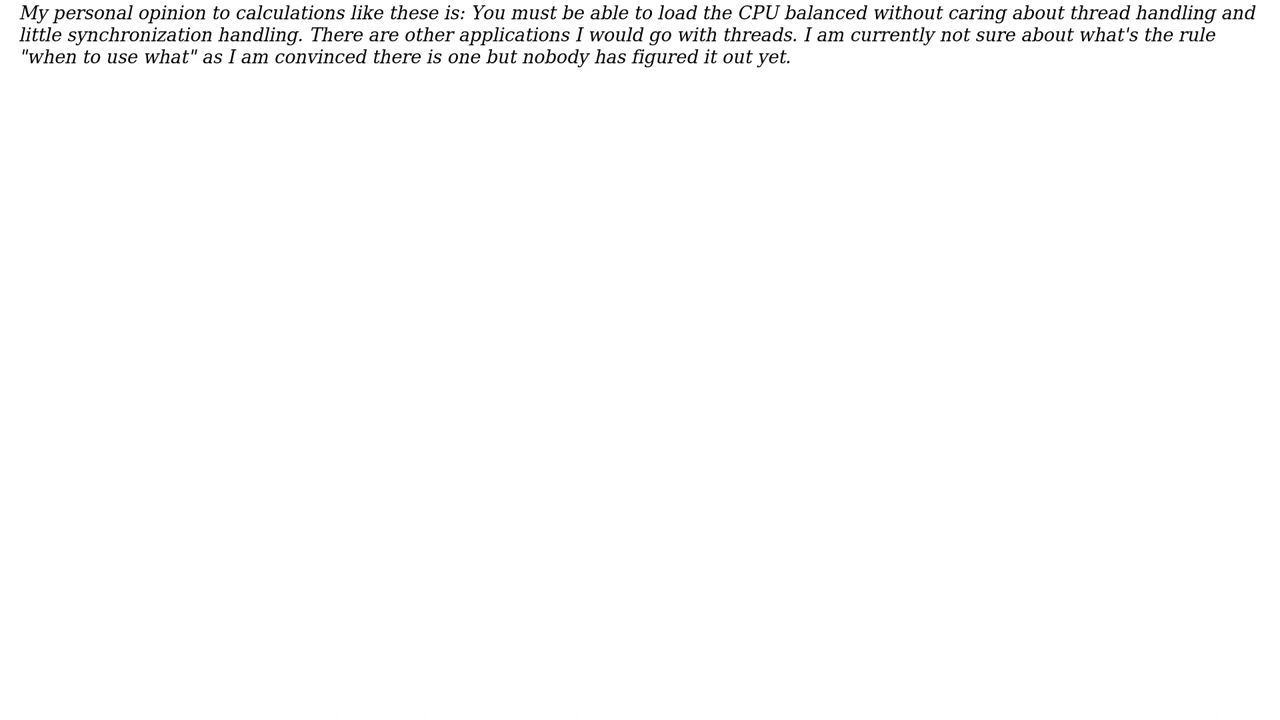 My personal opinion to calculations like these is: You must be able to load the CPU balanced without caring about thread handling and
little synchronization handling. There are other applications I would go with threads. I am currently not sure about what's the rule
"when to use what" as I am convinced there is one but nobody has figured it out yet.